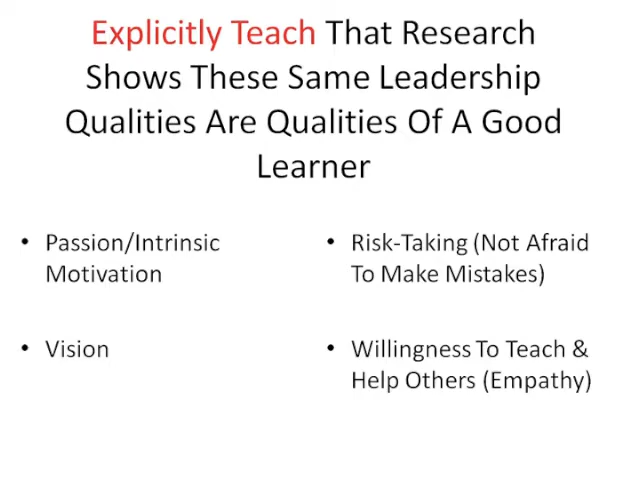 Explicitly Teach That Research
Shows These Same Leadership
Qualities Are Qualities Of A Good
Learner
• Passion/Intrinsic
Motivation
• Vision
• Risk-Taking (Not Afraid
To Make Mistakes)
• Willingness To Teach &
Help Others (Empathy)